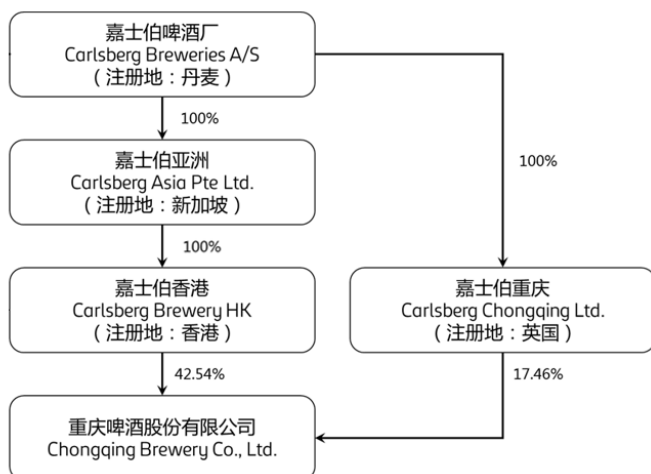 嘉士伯啤酒厂
Carlsberg Breweries A/S
（注册地：丹麦）
100%
100%
嘉士伯亚洲
Carlsberg Asia Pte Ltd.
（注册地：新加坡）
100%
嘉士伯香港
Carlsberg Brewery HK
（注册地：香港）
嘉士伯重庆
Carlsberg Chongqing Ltd.
（注册地：英国）
42.54%
17.46%
重庆啤酒股份有限公司
Chongqing Brewery Co., Ltd.